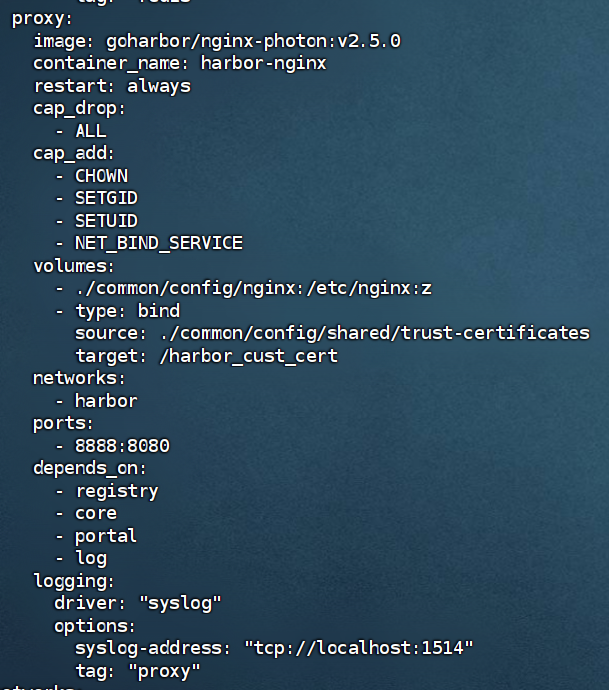 tag: "redis"
proxy:
image: goharbor/nginx-photon:v2.5.0
container_name: harbor-nginx
restart: always
cap_drop:
- ALL
cap_add:
- CHOWN
- SETGID
- SETUID
- NET_BIND_SERVICE
volumes:
- ./common/config/nginx:/etc/nginx:z
- type: bind
source: ./common/config/shared/trust-certificates
target: /harbor_cust_cert
networks:
- harbor
ports:
- 8888:8080
depends_on:
- registry
- core
- portal
- log
logging:
driver: "syslog"
options:
syslog-address: "tcp://localhost:1514"
tag: "proxy"
networks: